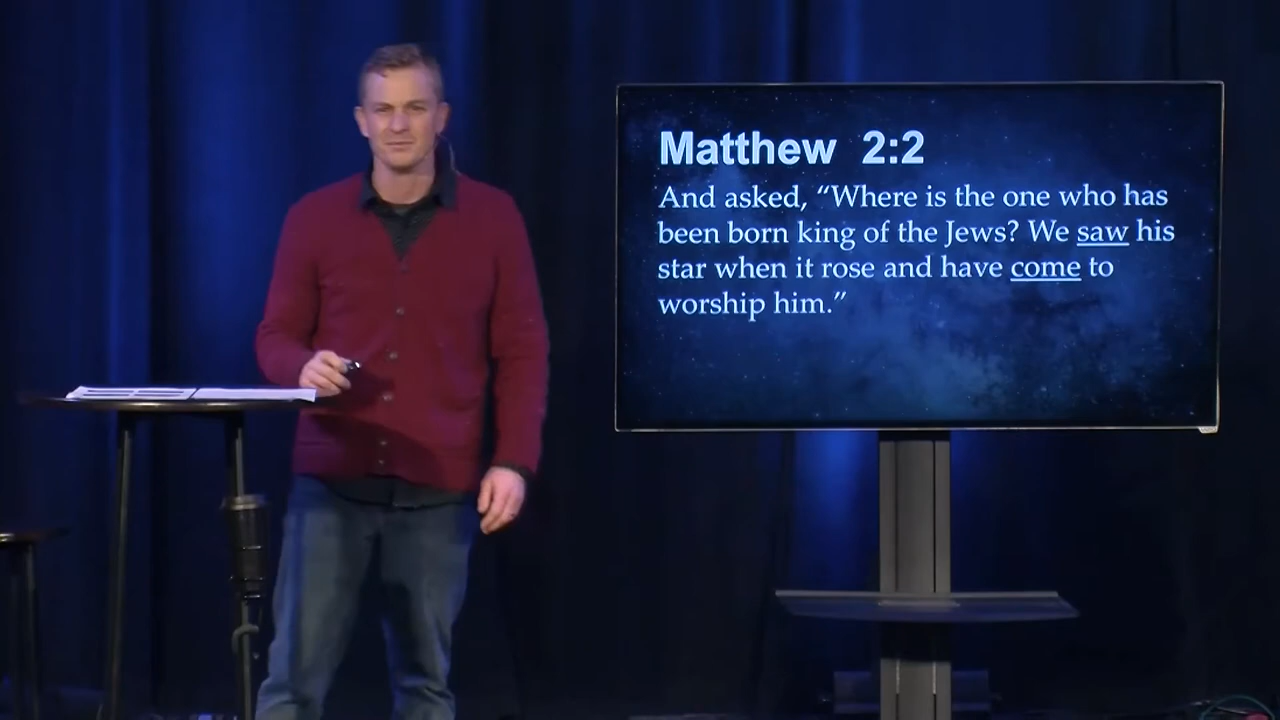 Matthew 2:2
And asked, “Where is the one who has
been born king of the Jews? We saw his
star when it rose and have come to
worship him.”